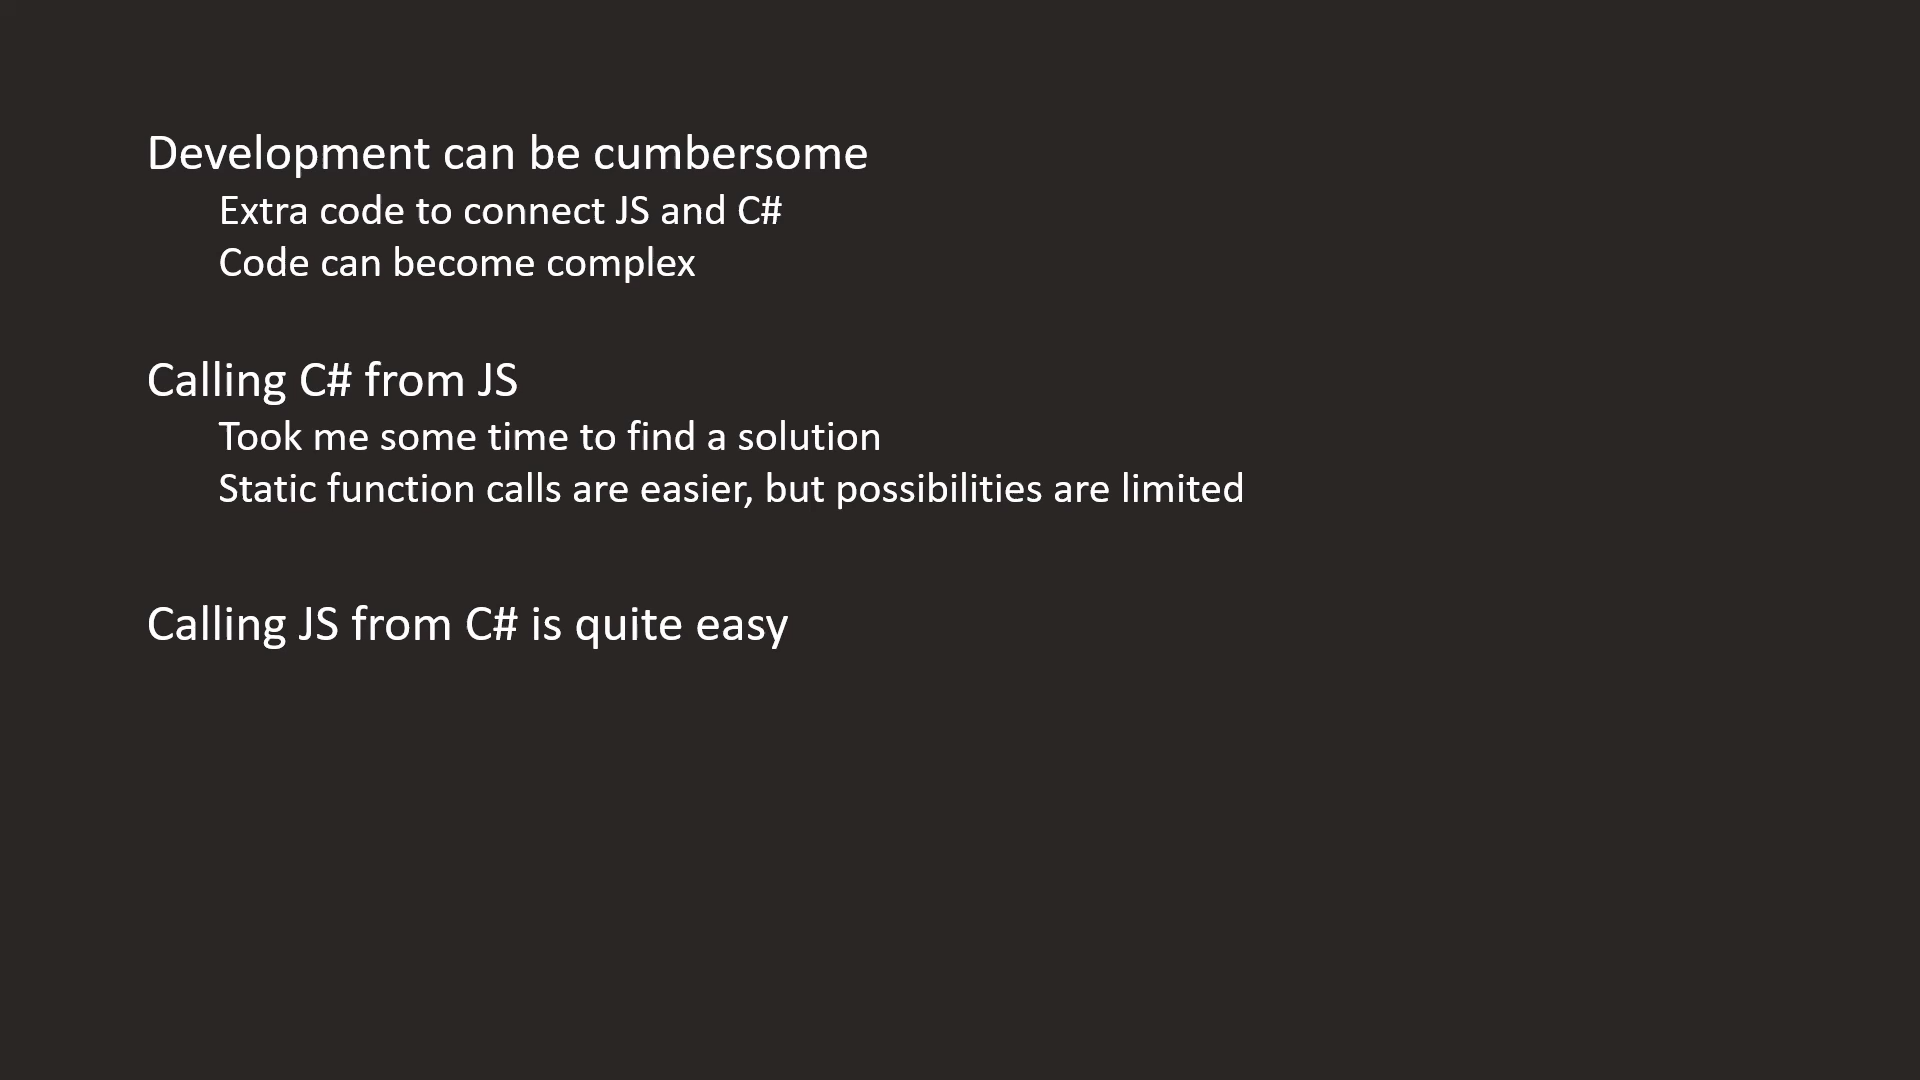 Development can be cumbersome
Extra code to connect JS and C#
Code can become complex
Calling C# from JS
Took me some time to find a solution
Static function calls are easier, but possibilities are limited
Calling JS from C# is quite easy